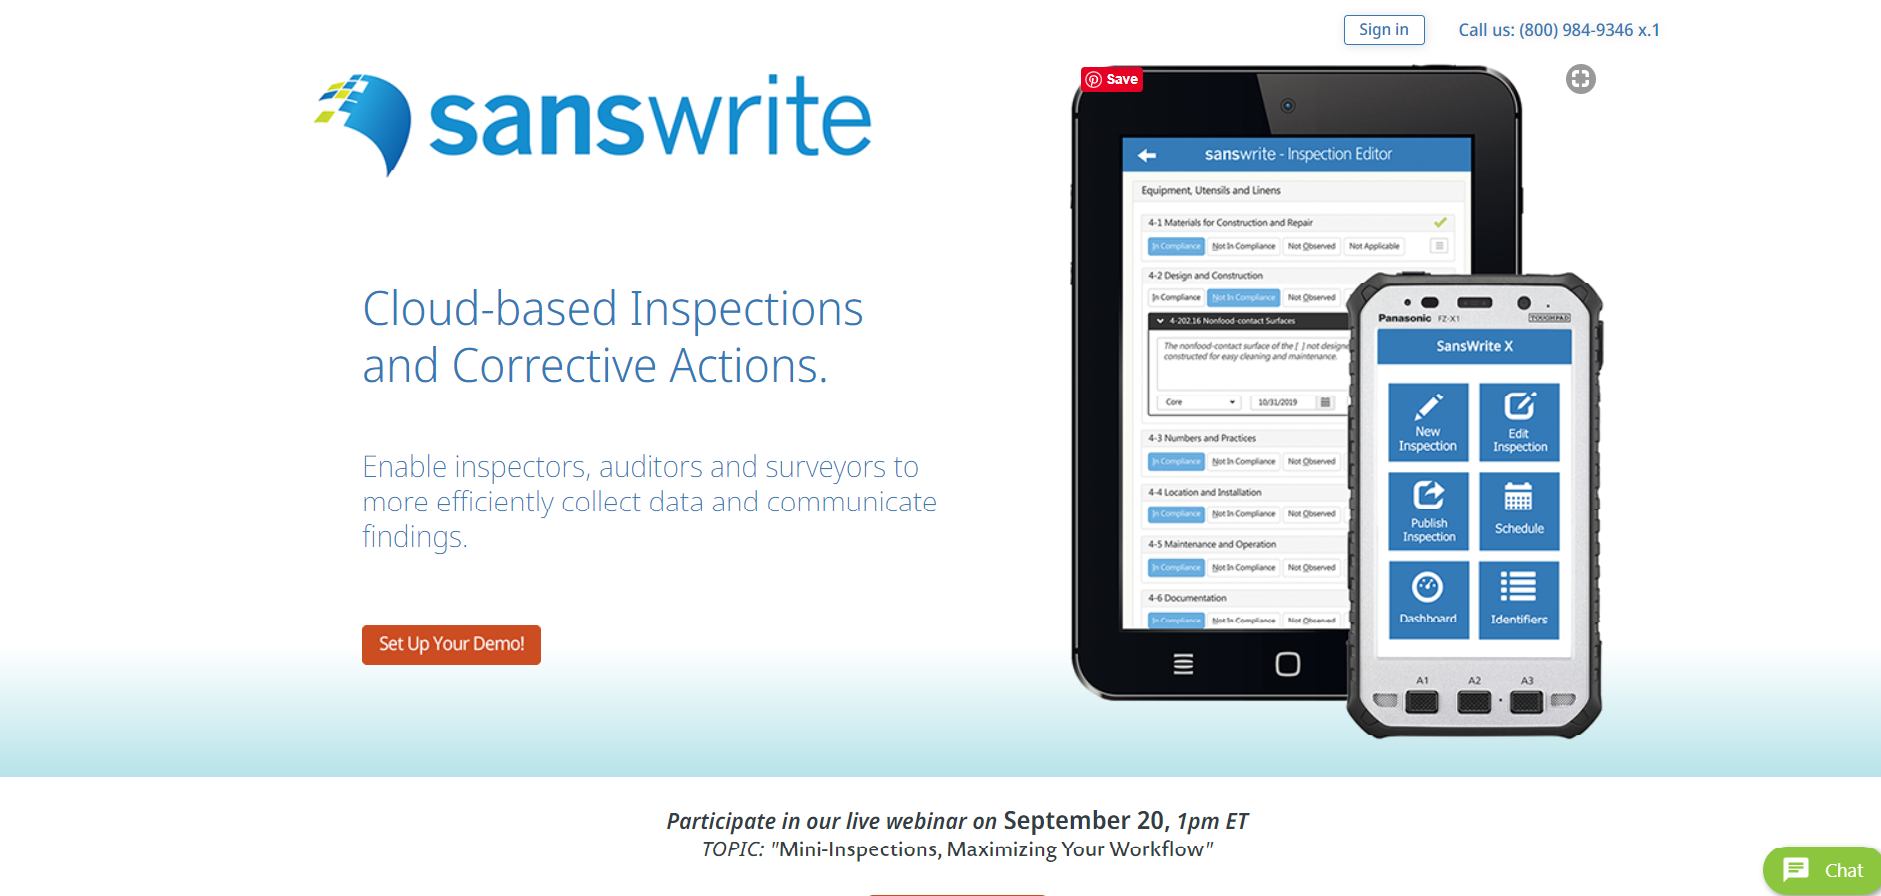 Sign in
Call us: (800) 984-9346 x.1
Save
sanswrite
sanswrite - Inspection Editor
Equipment, Utensils and Linens
4-1 Materials for Construction and Repair
In Compliance Not In Compliance Not Observed Not Applicable
4-2 Design and Construction
In Compliance Not In Compliance Not Observed
4-202.16 Nonfood-contact Surfaces
The nonfood-contact surface of the [ ] not designe
constructed for easy cleaning and maintenance.
Core 10/31/2019
4-3 Numbers and Practices
In Compliance Not In Compliance Not Observed
4-4 Location and Installation
In Compliance Not In Compliance Not Observed
4-5 Maintenance and Operation
In Compliance Not In Compliance Not Observed
4-6 Documentation
In Compliance Not In Compliance Not Observed
Panasonic FZ-X1 TOUGHPAD
SansWrite X
New
Inspection
Edit
Inspection
Publish
Inspection
Schedule
Dashboard
Identifiers
A1 A2 A3
Cloud-based Inspections
and Corrective Actions.
Enable inspectors, auditors and surveyors to
more efficiently collect data and communicate
findings.
Set Up Your Demo!
Participate in our live webinar on September 20, 1pm ET
TOPIC: "Mini-Inspections, Maximizing Your Workflow"
Chat